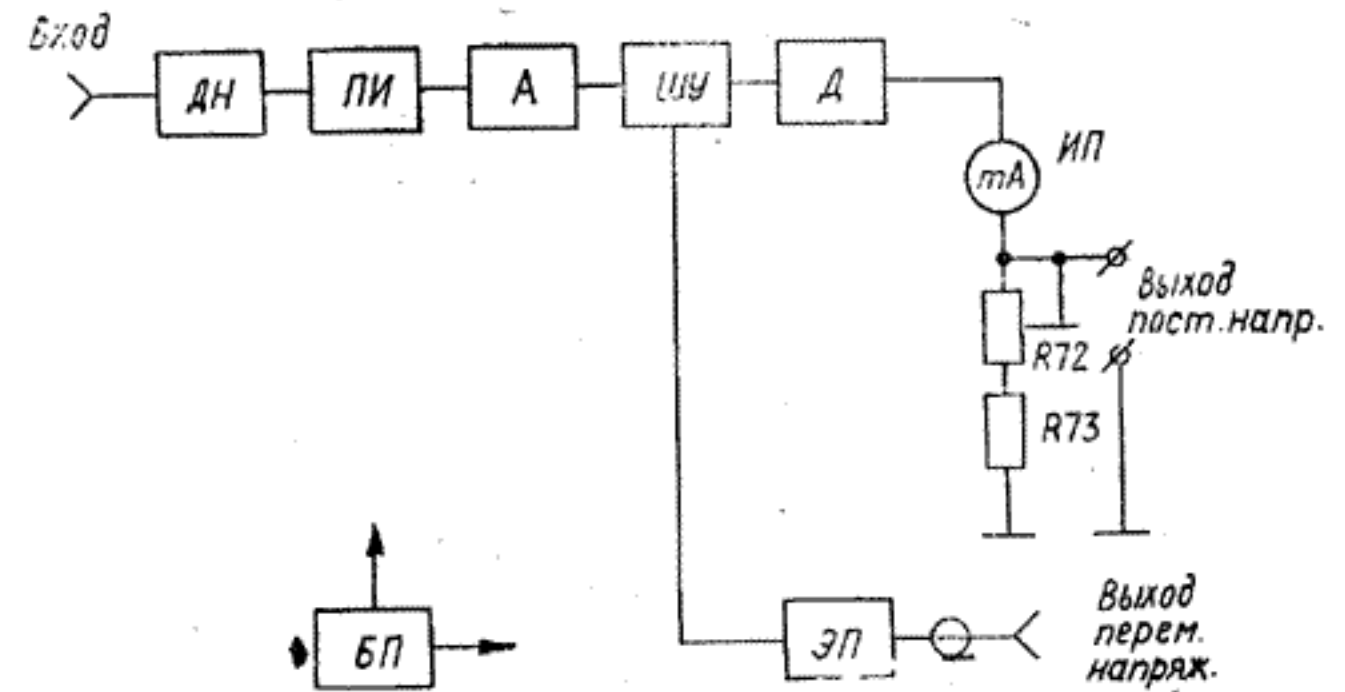 Вход
ДН
ПИ
А
ШУ
Д
ИП
mA
Выход
пост.напр.
R72
R73
БП
ЭП
Выход
перем.
напряж.